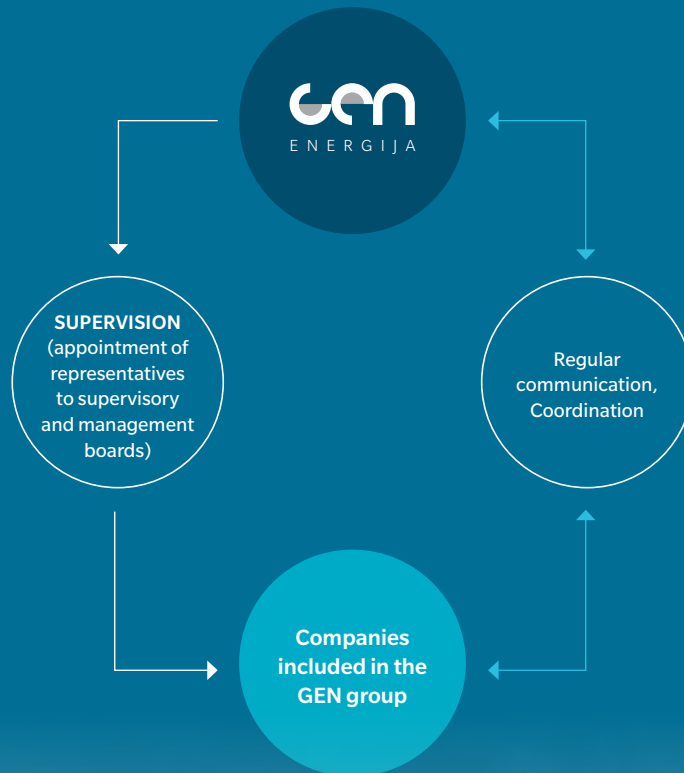 gen
ENERGIJA
SUPERVISION
(appointment of
representatives
to supervisory
and management
boards)
Regular
communication,
Coordination
Companies
included in the
GEN group